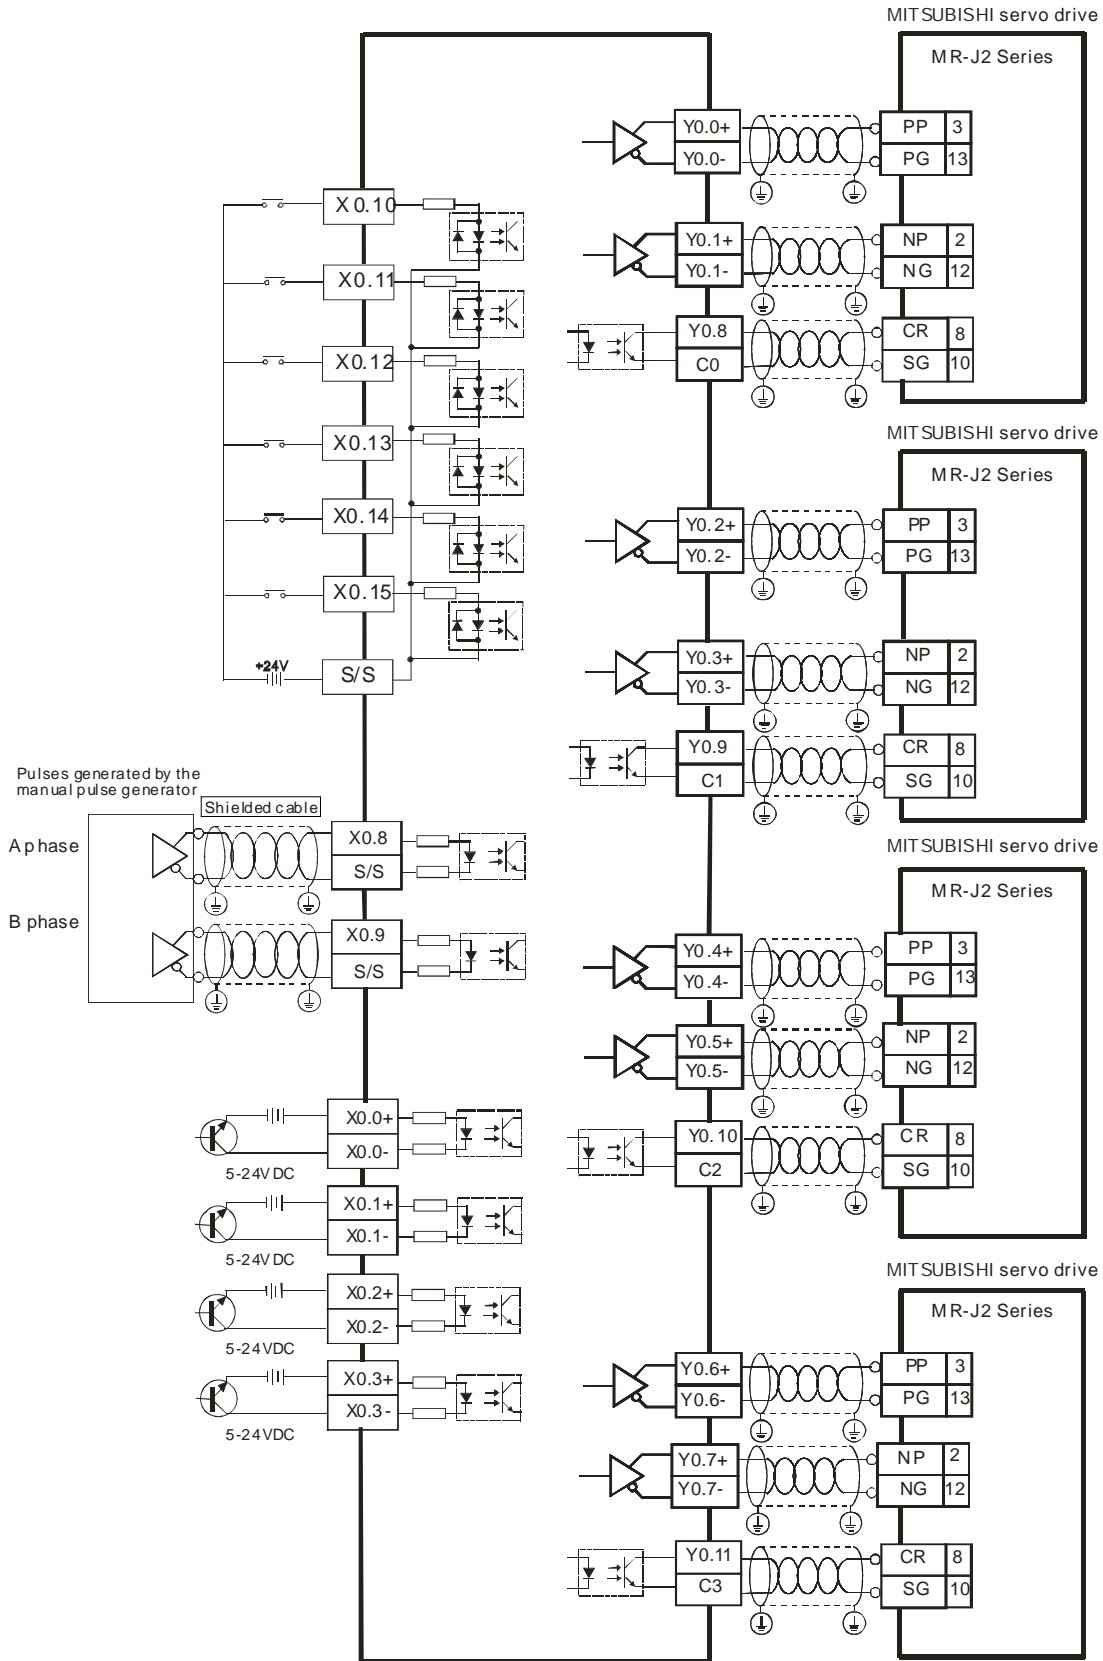 MITSUBISHI servo drive
MR-J2 Series
Y0.0+
Y0.0-
PP 3
PG 13
Y0.1+
Y0.1-
NP 2
NG 12
Y0.8
C0
CR 8
SG 10
X0.10
X0.11
X0.12
X0.13
X0.14
X0.15
+24V
S/S
MITSUBISHI servo drive
MR-J2 Series
Y0.2+
Y0.2-
PP 3
PG 13
Y0.3+
Y0.3-
NP 2
NG 12
Y0.9
C1
CR 8
SG 10
Pulses generated by the
manual pulse generator
Shielded cable
A phase
X0.8
S/S
B phase
X0.9
S/S
MITSUBISHI servo drive
MR-J2 Series
Y0.4+
Y0.4-
PP 3
PG 13
Y0.5+
Y0.5-
NP 2
NG 12
Y0.10
C2
CR 8
SG 10
X0.0+
X0.0-
5-24VDC
X0.1+
X0.1-
5-24VDC
X0.2+
X0.2-
5-24VDC
X0.3+
X0.3-
5-24VDC
MITSUBISHI servo drive
MR-J2 Series
Y0.6+
Y0.6-
PP 3
PG 13
Y0.7+
Y0.7-
NP 2
NG 12
Y0.11
C3
CR 8
SG 10